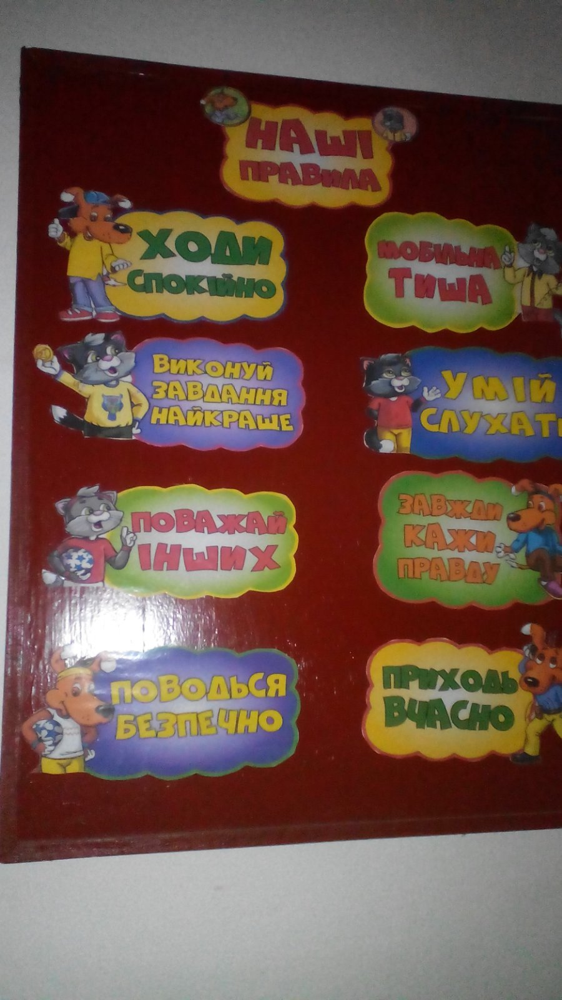 НАШІ
ПРАВИЛА
ХОДИ
СПОКІЙНО
МОБІЛЬНА
ТИША
ВИКОНУЙ
ЗАВДАННЯ
НАЙКРАЩЕ
УМІЙ
СЛУХАТИ
ПОВАЖАЙ
ІНШИХ
ЗАВЖДИ
КАЖИ
ПРАВДУ
ПОВОДЬСЯ
БЕЗПЕЧНО
ПРИХОДЬ
ВЧАСНО